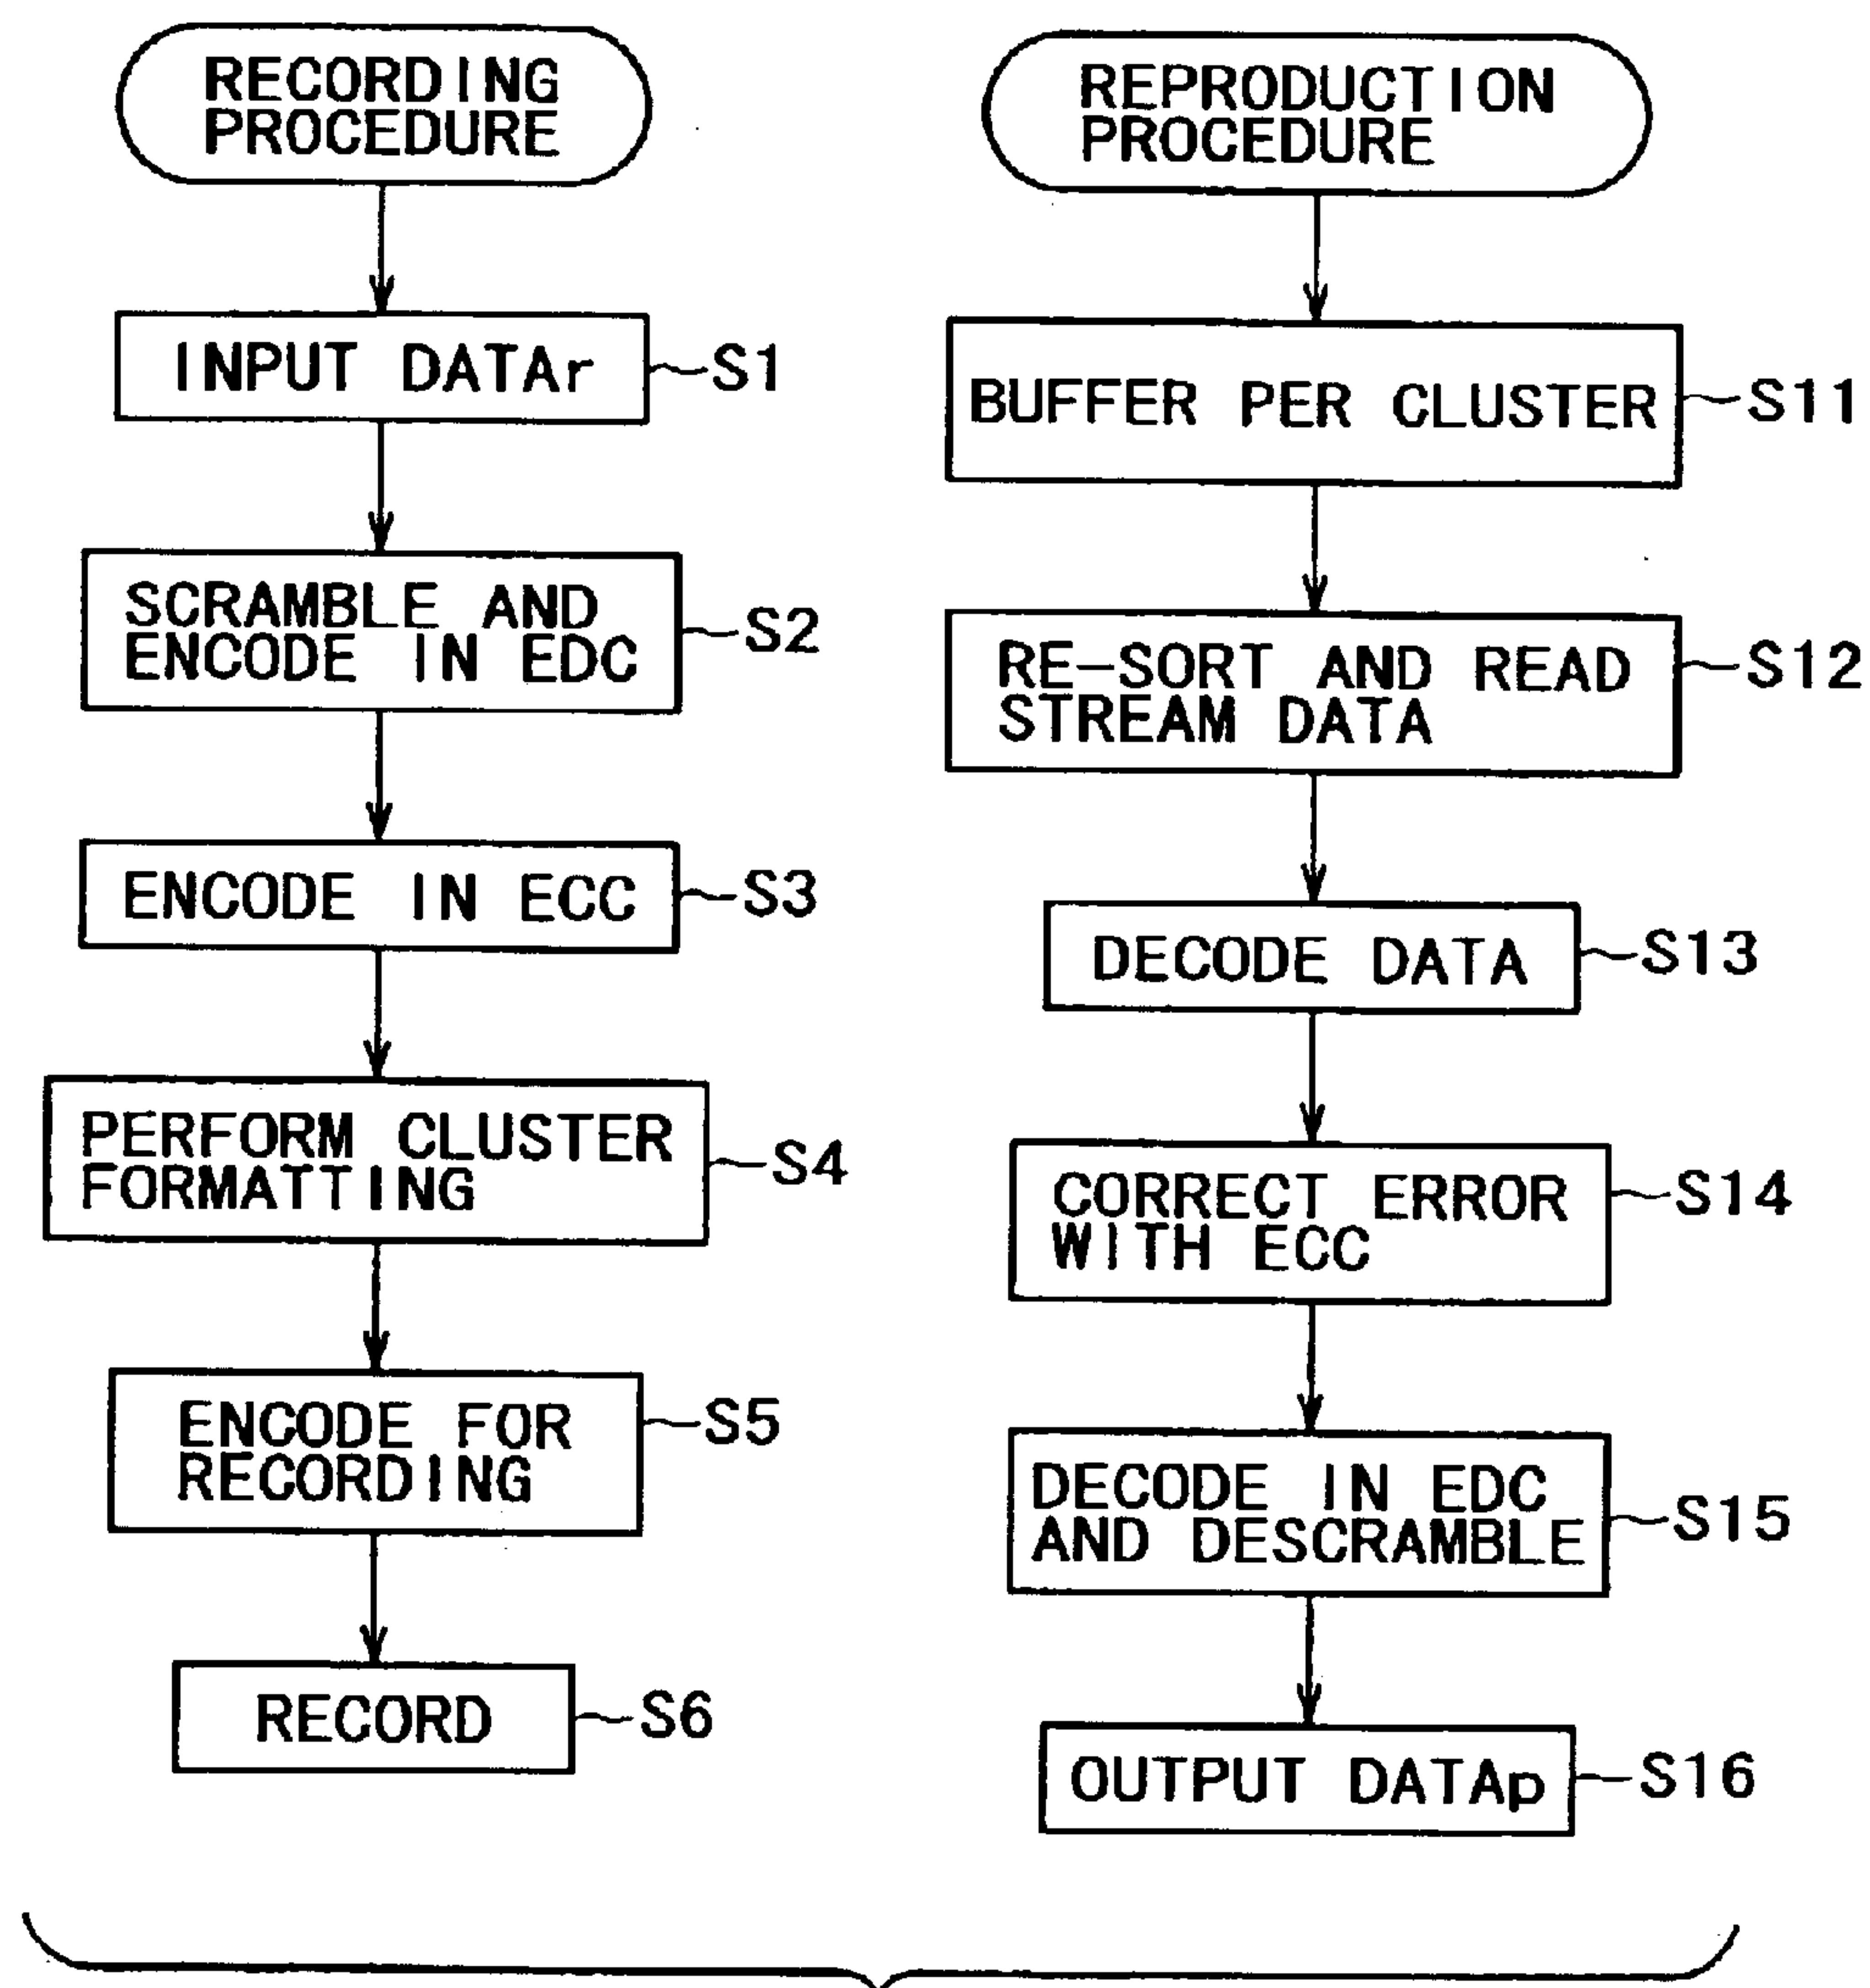 RECORDING
PROCEDURE
INPUT DATAr
S1
SCRAMBLE AND
ENCODE IN EDC
S2
ENCODE IN ECC
S3
PERFORM CLUSTER
FORMATTING
S4
ENCODE FOR
RECORDING
S5
RECORD
S6
REPRODUCTION
PROCEDURE
BUFFER PER CLUSTER
S11
RE-SORT AND READ
STREAM DATA
S12
DECODE DATA
S13
CORRECT ERROR
WITH ECC
S14
DECODE IN EDC
AND DESCRAMBLE
S15
OUTPUT DATAp
S16